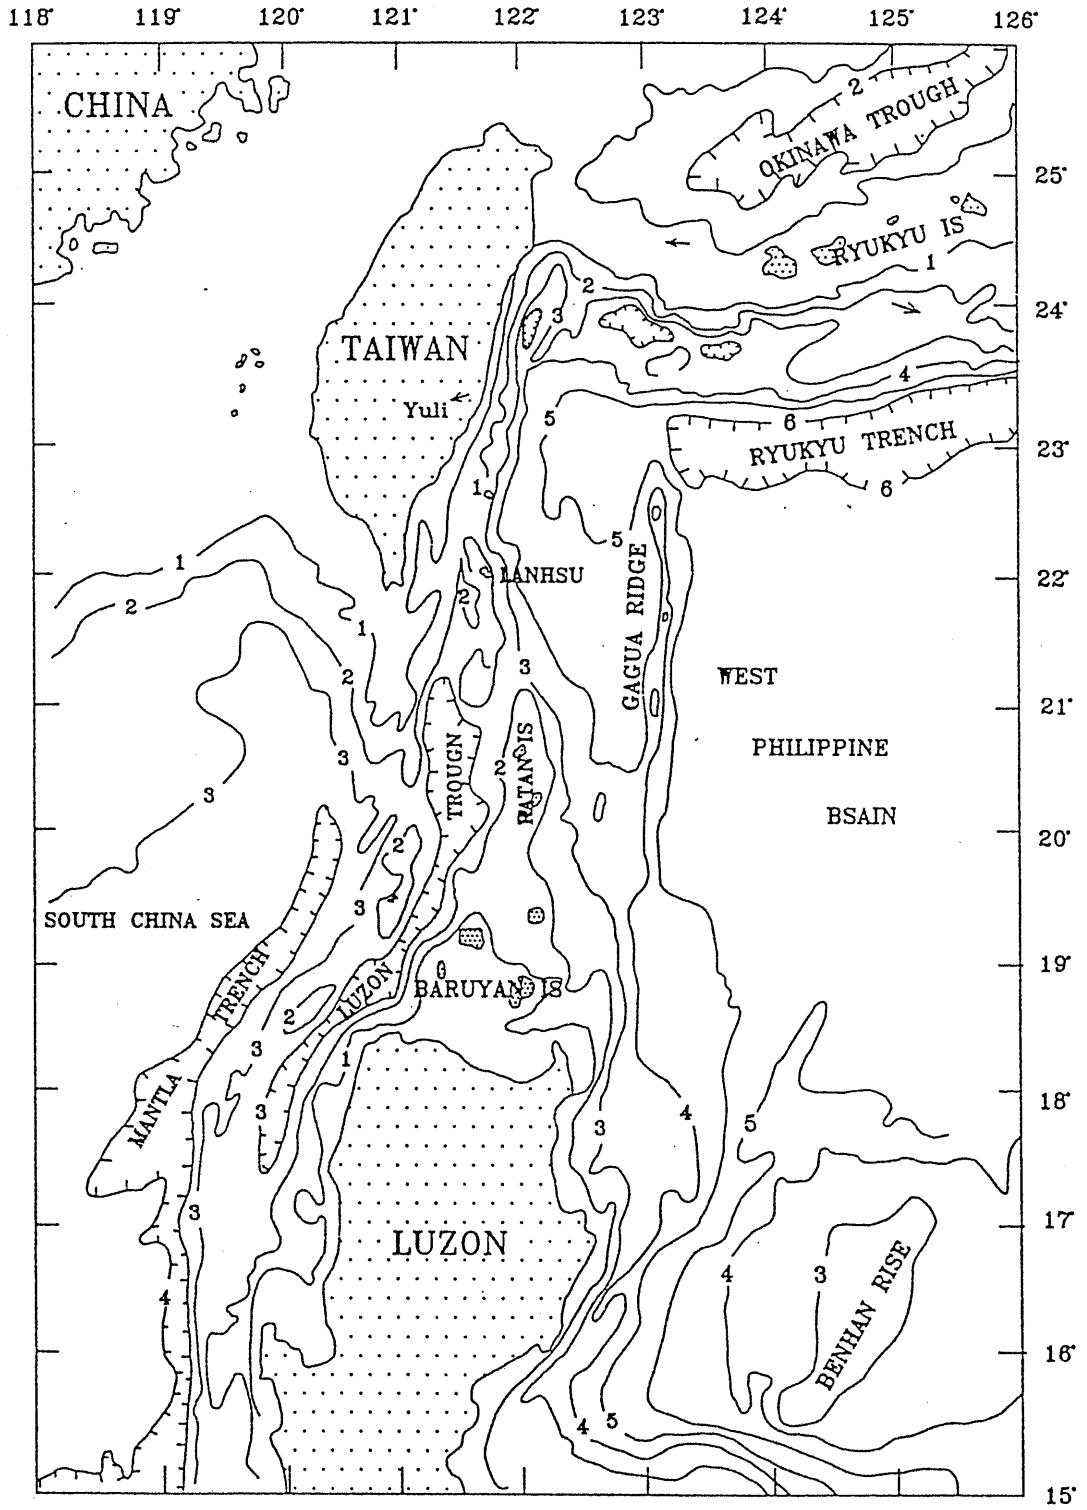 118° 119° 120° 121° 122° 123° 124° 125° 126°
CHINA
2
OKINAWA TROUGH
25°
RYUKYU IS
1
2
24°
3
TAIWAN
4
Yuli
5
6
RYUKYU TRENCH
23°
6
1
5
1
LANHSU
22°
2
2
GAGUA RIDGE
1
3
2
WEST
21°
TROUGN
BATAN IS
3
2
PHILIPPINE
3
BSAIN
20°
2
4
3
SOUTH CHINA SEA
TRENCH
LUZON
19°
BARUYAN IS
2
3
1
MANTLA
3
4
18°
5
3
3
17°
LUZON
4
4
3
BENHAN RISE
16°
4
5
15°